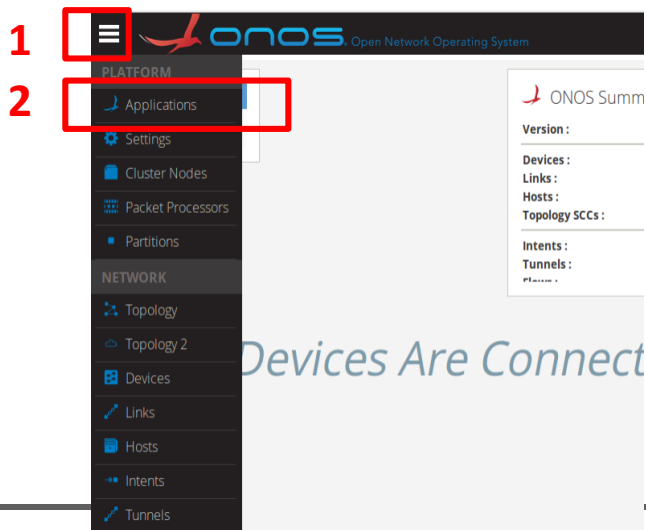 1
onos. Open Network Operating System
PLATFORM
2
Applications
Settings
Cluster Nodes
Packet Processors
Partitions
NETWORK
Topology
Topology 2
Devices
Links
Hosts
Intents
Tunnels
ONOS Summ
Version :
Devices :
Links :
Hosts :
Topology SCCs :
Intents :
Tunnels :
Devices Are Connect